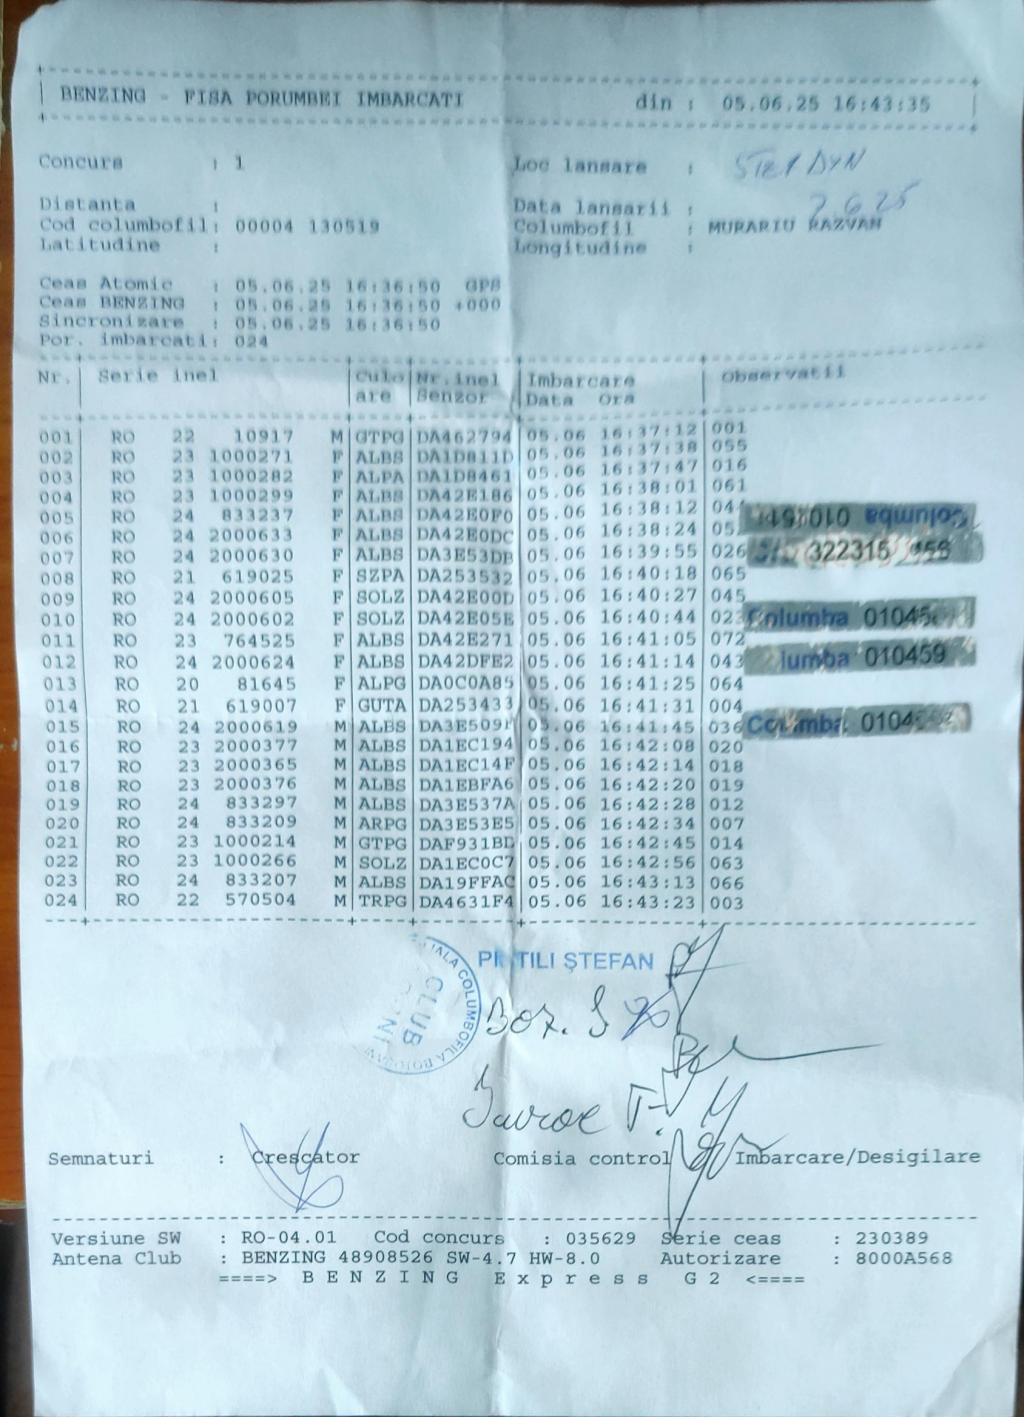 BENZING - FISA PORUMBEI IMBARCATI din : 05.06.25 16:43:35
Concurs : 1 Loc lansare :
Distanta : Data lansarii : 7.6.25
Cod columbofil: 00004 130519 Columbofil : MURARIU RAZVAN
Latitudine : Longitudine :
Ceas Atomic : 05.06.25 16:36:50 GPS
Ceas BENZING : 05.06.25 16:36:50 +000
Sincronizare : 05.06.25 16:36:50
Por. imbarcati: 024
Nr. Serie inel Culo Nr.inel Imbarcare Observatii
are Senzor Data Ora
001 RO 22 10917 M GTPG DA462794 05.06 16:37:12 001
002 RO 23 1000271 F ALBS DA1D811D 05.06 16:37:38 055
003 RO 23 1000282 F ALPA DA1D8461 05.06 16:37:47 016
004 RO 23 1000299 F ALBS DA42E186 05.06 16:38:01 061
005 RO 24 833237 F ALBS DA42E0F0 05.06 16:38:12 04 Columba
006 RO 24 2000633 F ALBS DA42E0DC 05.06 16:38:24 05
007 RO 24 2000630 F ALBS DA3E53DB 05.06 16:39:55 026 322315
008 RO 21 619025 F SZPA DA253532 05.06 16:40:18 065
009 RO 24 2000605 F SOLZ DA42E00D 05.06 16:40:27 045
010 RO 24 2000602 F SOLZ DA42E05E 05.06 16:40:44 023 Columba
011 RO 23 764525 F ALBS DA42E271 05.06 16:41:05 072
012 RO 24 2000624 F ALBS DA42DFE2 05.06 16:41:14 043 lumba 010459
013 RO 20 81645 F ALPG DA0C0A85 05.06 16:41:25 064
014 RO 21 619007 F GUTA DA253433 05.06 16:41:31 004
015 RO 24 2000619 M ALBS DA3E509F 05.06 16:41:45 036 Columba
016 RO 23 2000377 M ALBS DA1EC194 05.06 16:42:08 020
017 RO 23 2000365 M ALBS DA1EC14F 05.06 16:42:14 018
018 RO 23 2000376 M ALBS DA1EBFA6 05.06 16:42:20 019
019 RO 24 833297 M ALBS DA3E537A 05.06 16:42:28 012
020 RO 24 833209 M ARPG DA3E53E5 05.06 16:42:34 007
021 RO 23 1000214 M GTPG DAF931BD 05.06 16:42:45 014
022 RO 23 1000266 M SOLZ DA1EC0C7 05.06 16:42:56 063
023 RO 24 833207 M ALBS DA19FFAC 05.06 16:43:13 066
024 RO 22 570504 M TRPG DA4631F4 05.06 16:43:23 003
TILI ȘTEFAN
COLUMBOFILA
CLUB
Semnaturi : Crescator Comisia control Imbarcare/Desigilare
Versiune SW : RO-04.01 Cod concurs : 035629 Serie ceas : 230389
Antena Club : BENZING 48908526 SW-4.7 HW-8.0 Autorizare : 8000A568
====> B E N Z I N G E x p r e s s G 2 <====